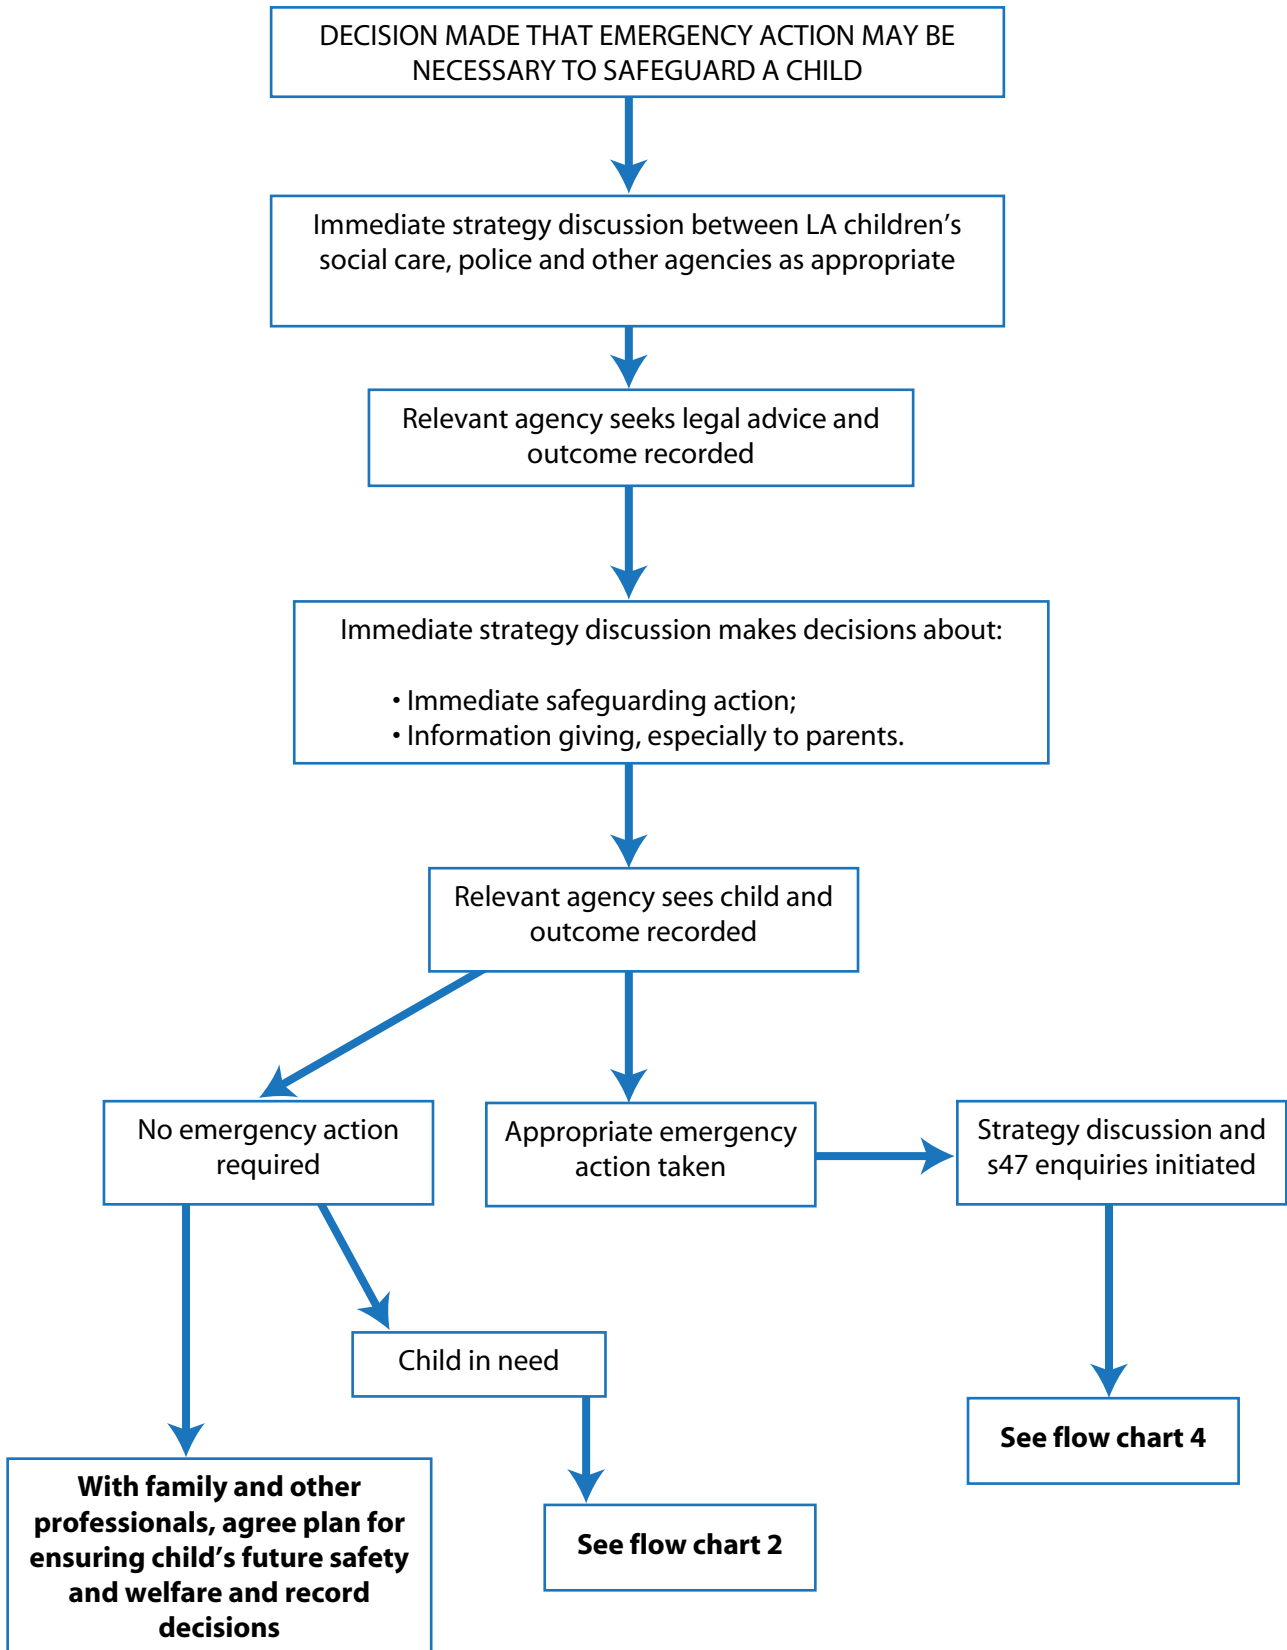 DECISION MADE THAT EMERGENCY ACTION MAY BE
NECESSARY TO SAFEGUARD A CHILD
Immediate strategy discussion between LA children’s
social care, police and other agencies as appropriate
Relevant agency seeks legal advice and
outcome recorded
Immediate strategy discussion makes decisions about:
• Immediate safeguarding action;
• Information giving, especially to parents.
Relevant agency sees child and
outcome recorded
No emergency action
required
Appropriate emergency
action taken
Strategy discussion and
s47 enquiries initiated
Child in need
See flow chart 4
With family and other
professionals, agree plan for
ensuring child’s future safety
and welfare and record
decisions
See flow chart 2